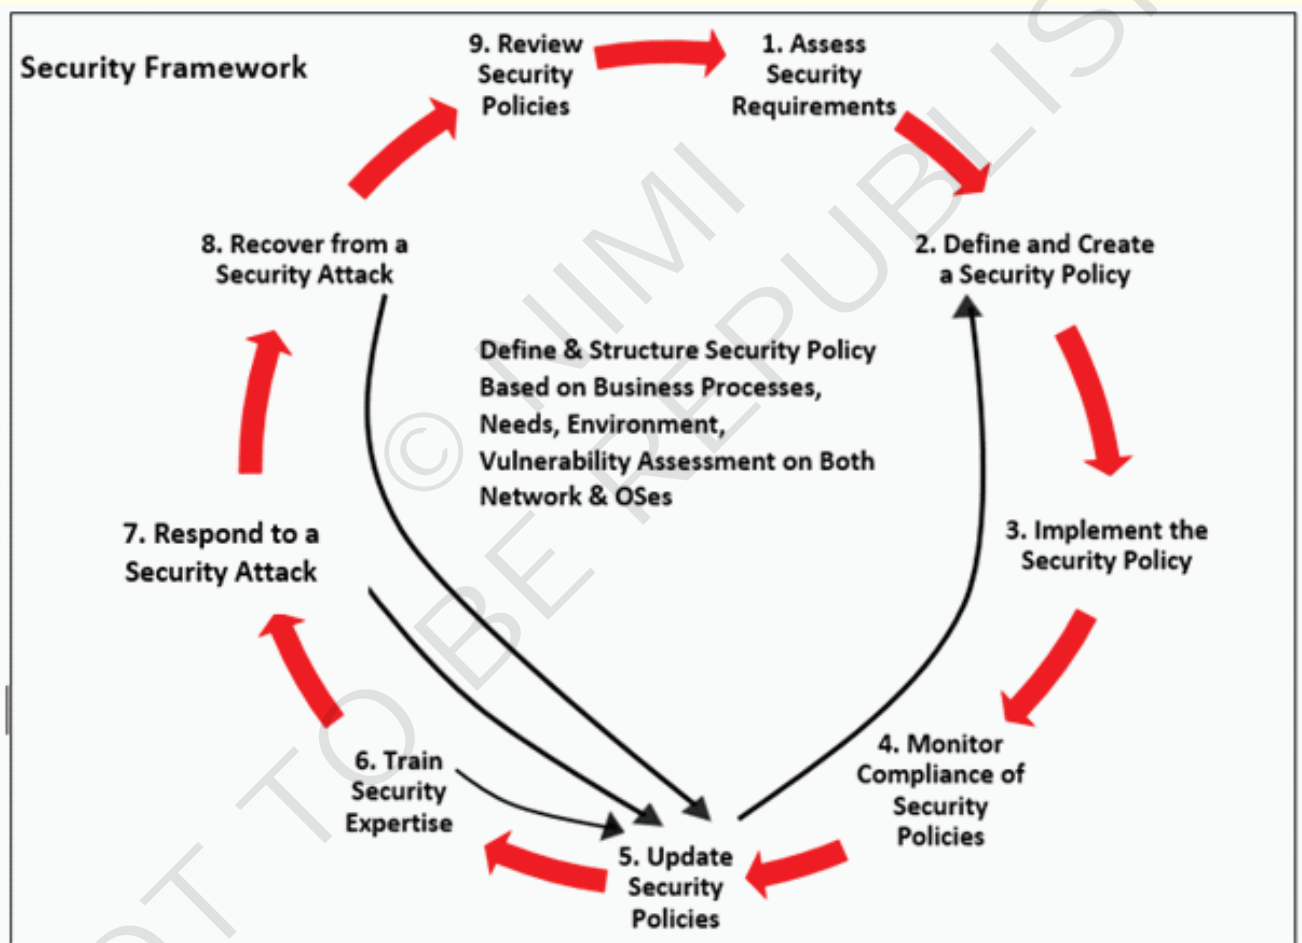 Security Framework
9. Review
Security
Policies
1. Assess
Security
Requirements
2. Define and Create
a Security Policy
3. Implement the
Security Policy
4. Monitor
Compliance of
Security
Policies
5. Update
Security
Policies
6. Train
Security
Expertise
7. Respond to a
Security Attack
8. Recover from a
Security Attack
Define & Structure Security Policy
Based on Business Processes,
Needs, Environment,
Vulnerability Assessment on Both
Network & OSes
© NIMI
TO BE